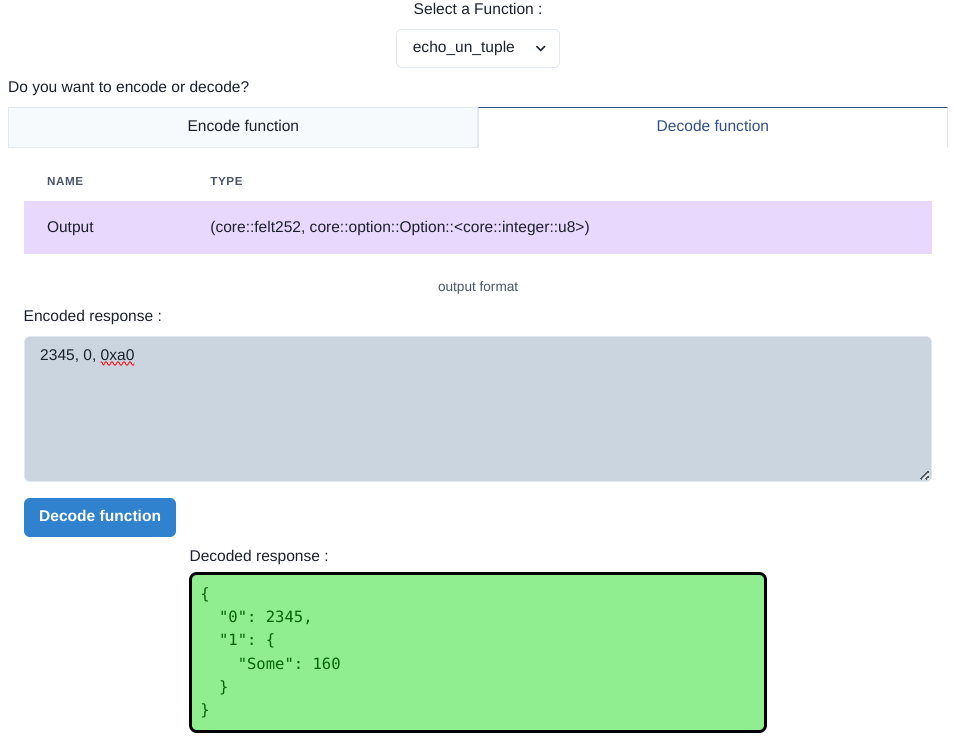 Select a Function :
echo_un_tuple
Do you want to encode or decode?
Encode function
Decode function
NAME TYPE
Output (core::felt252, core::option::Option::<core::integer::u8>)
output format
Encoded response :
2345, 0, 0xa0
Decode function
Decoded response :
{
  "0": 2345,
  "1": {
    "Some": 160
  }
}